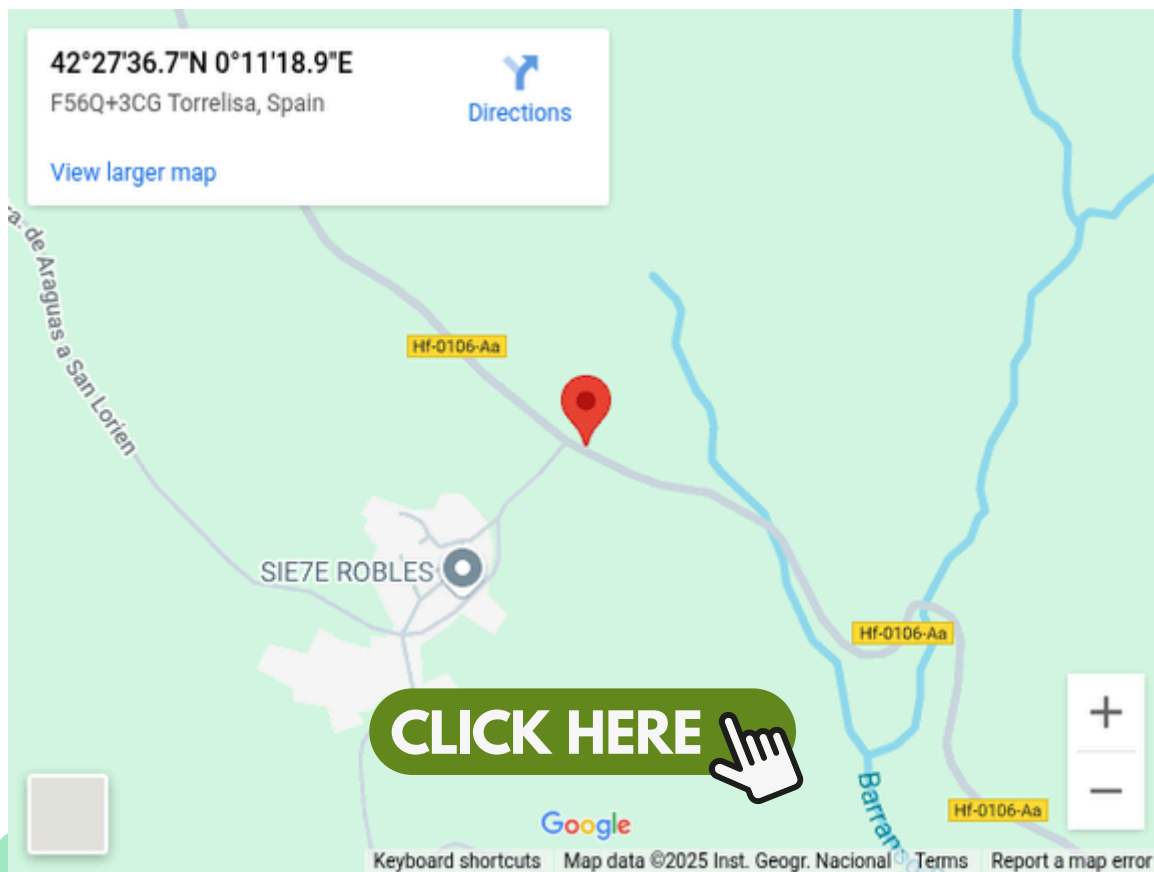 42°27'36.7"N 0°11'18.9"E
F56Q+3CG Torrelisa, Spain
Directions
View larger map
ra. de Araguas a San Lorien
Hf-0106-Aa
SIE7E ROBLES
Hf-0106-Aa
CLICK HERE
Hf-0106-Aa
Google
Keyboard shortcuts
Map data ©2025 Inst. Geogr. Nacional
Terms
Report a map error